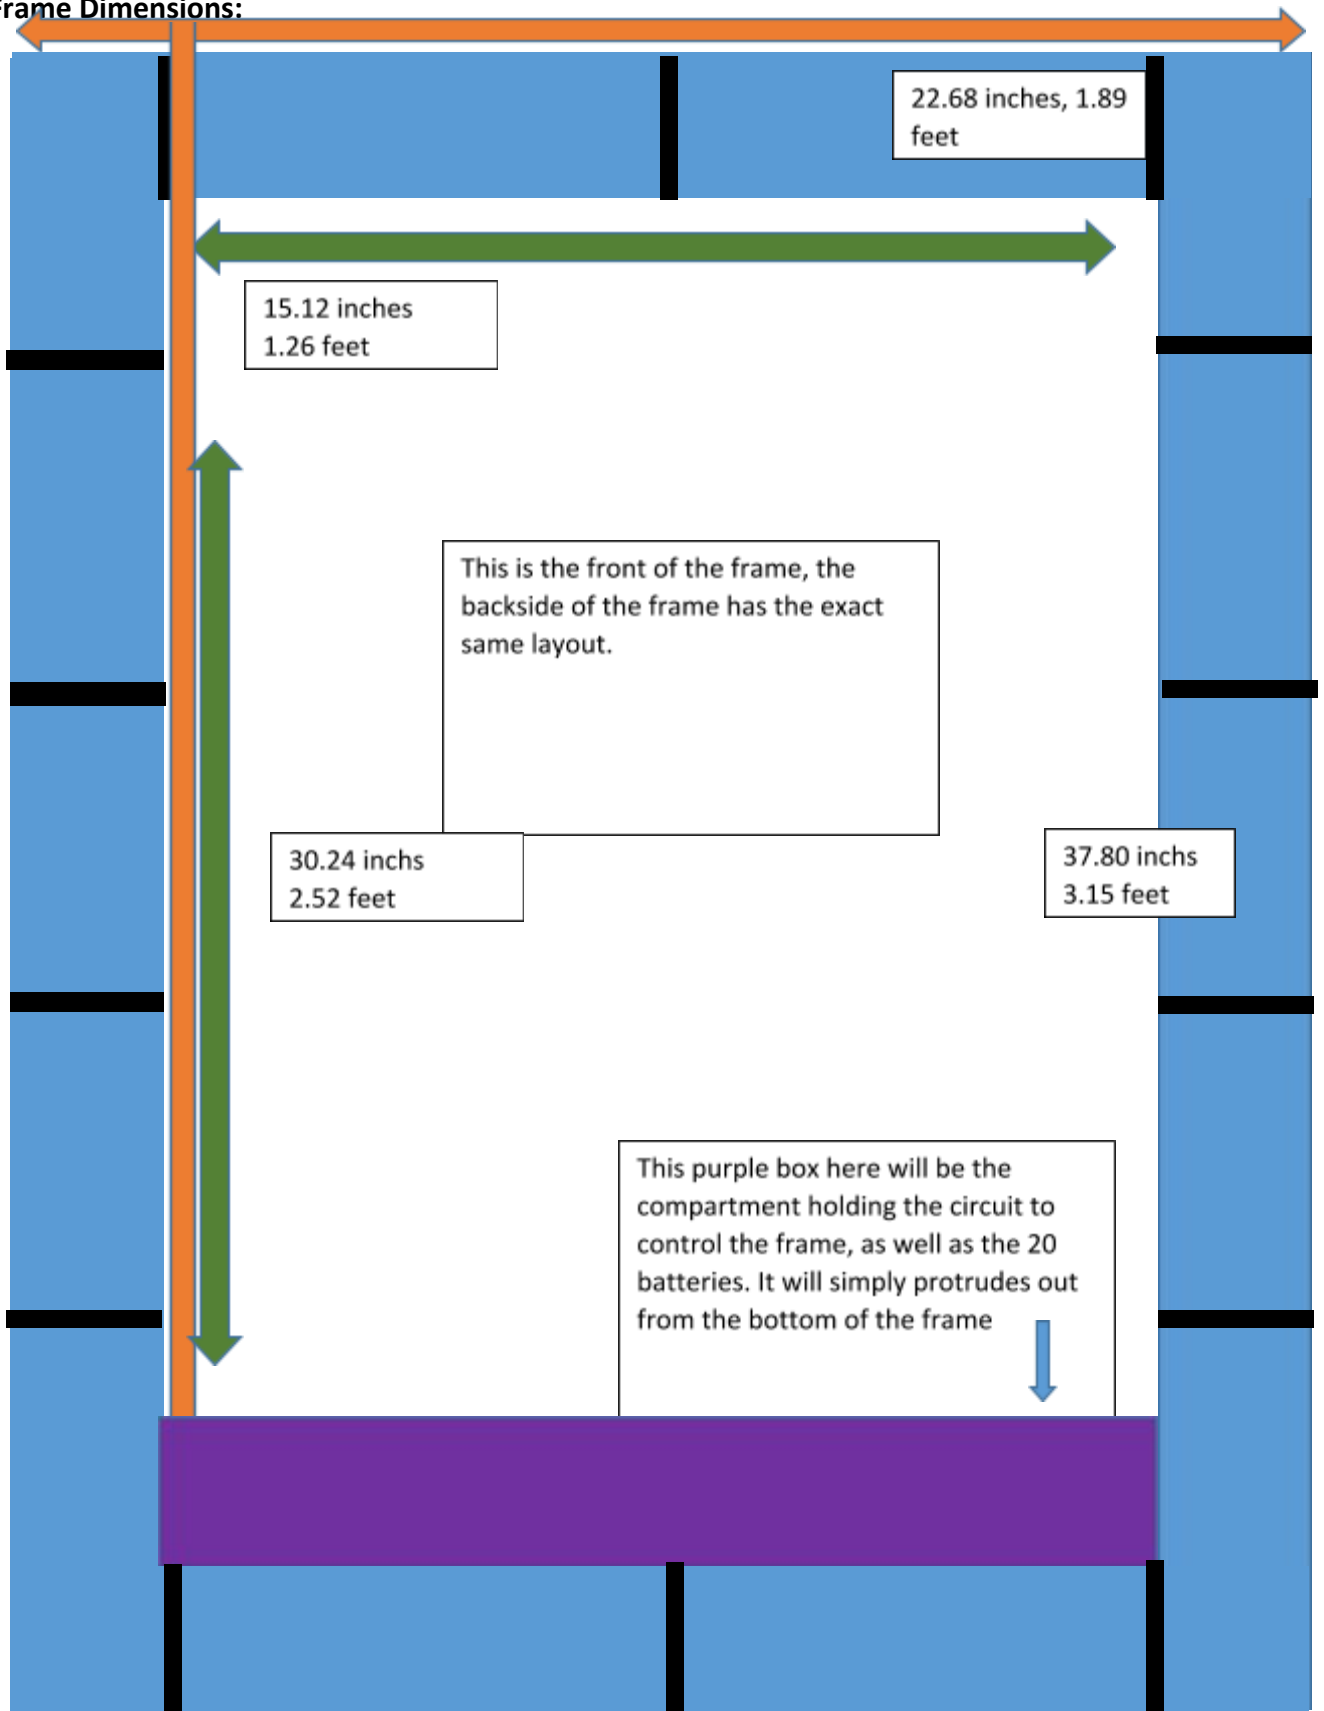 Frame Dimensions:
22.68 inches, 1.89
feet
15.12 inches
1.26 feet
This is the front of the frame, the
backside of the frame has the exact
same layout.
30.24 inchs
2.52 feet
37.80 inchs
3.15 feet
This purple box here will be the
compartment holding the circuit to
control the frame, as well as the 20
batteries. It will simply protrudes out
from the bottom of the frame